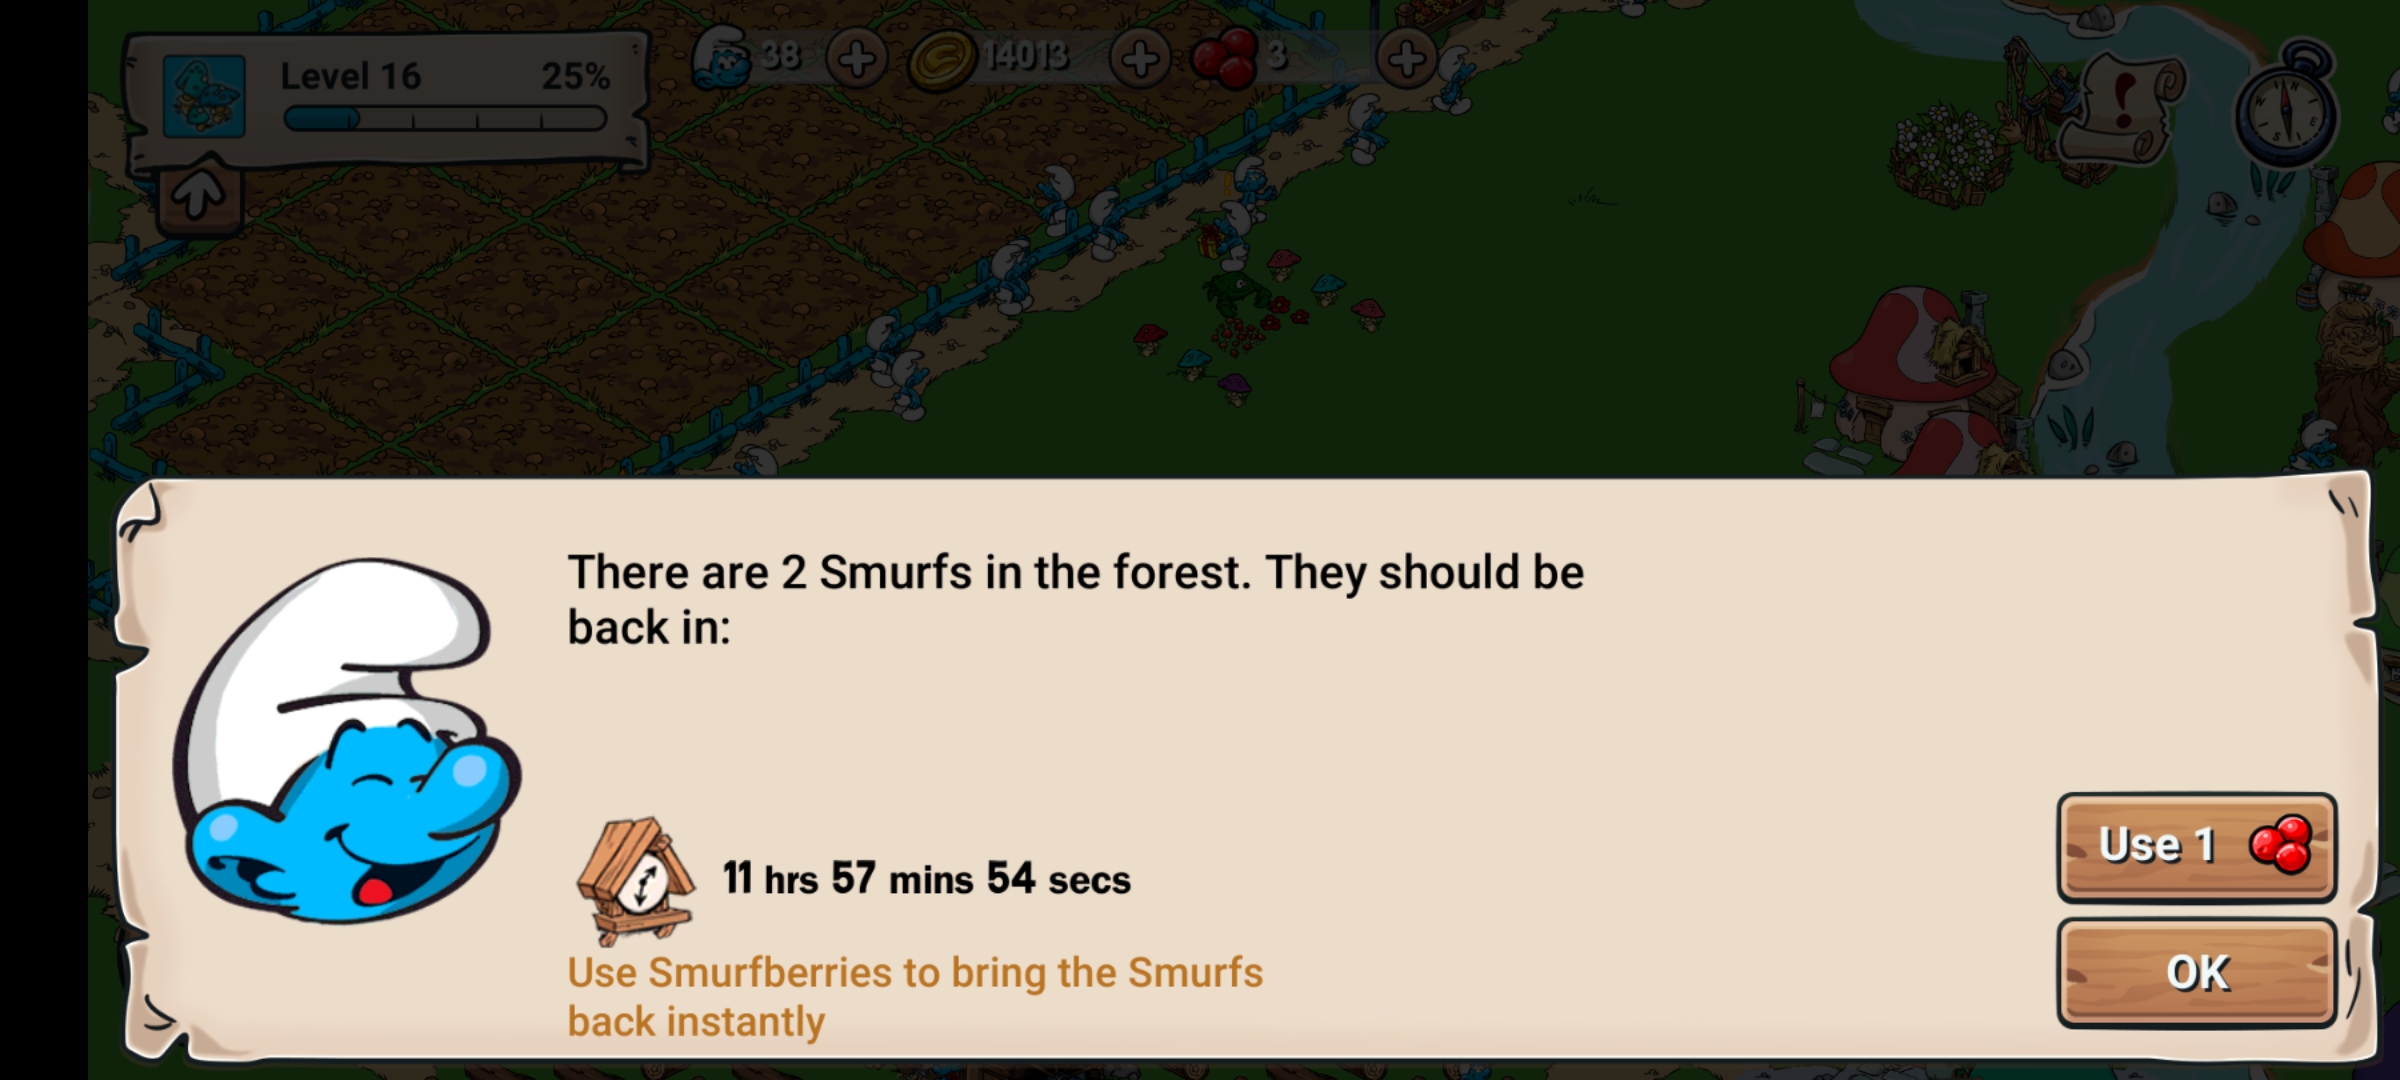 Level 16 25%
38
14013
3
There are 2 Smurfs in the forest. They should be
back in:
11 hrs 57 mins 54 secs
Use Smurfberries to bring the Smurfs
back instantly
Use 1
OK